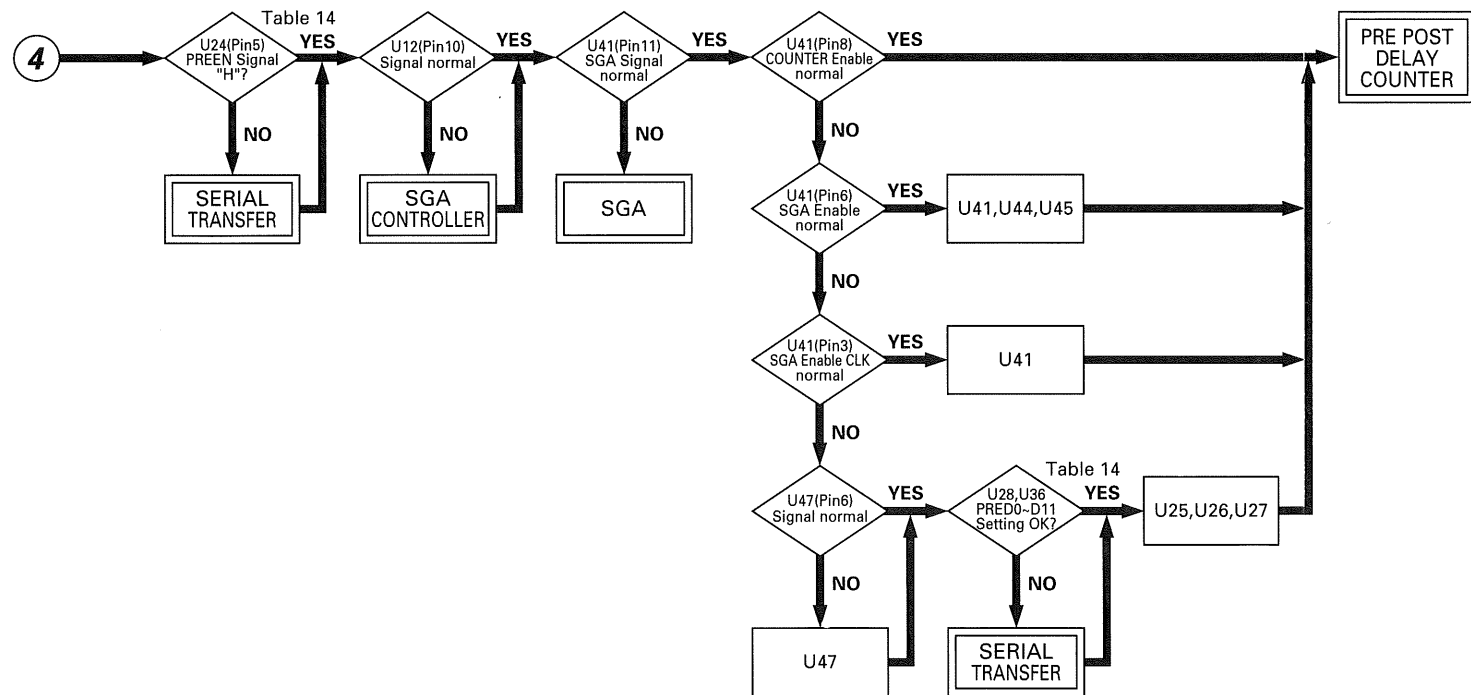 Table 14
4
U24(Pin5)
PREEN Signal
"H"?
YES
NO
SERIAL
TRANSFER
U12(Pin10)
Signal normal
YES
NO
SGA
CONTROLLER
U41(Pin11)
SGA Signal
normal
YES
NO
SGA
U41(Pin8)
COUNTER Enable
normal
YES
NO
PRE POST
DELAY
COUNTER
U41(Pin6)
SGA Enable
normal
YES
NO
U41,U44,U45
U41(Pin3)
SGA Enable CLK
normal
YES
NO
U41
U47(Pin6)
Signal normal
YES
NO
U47
Table 14
U28,U36
PRED0~D11
Setting OK?
YES
NO
SERIAL
TRANSFER
U25,U26,U27